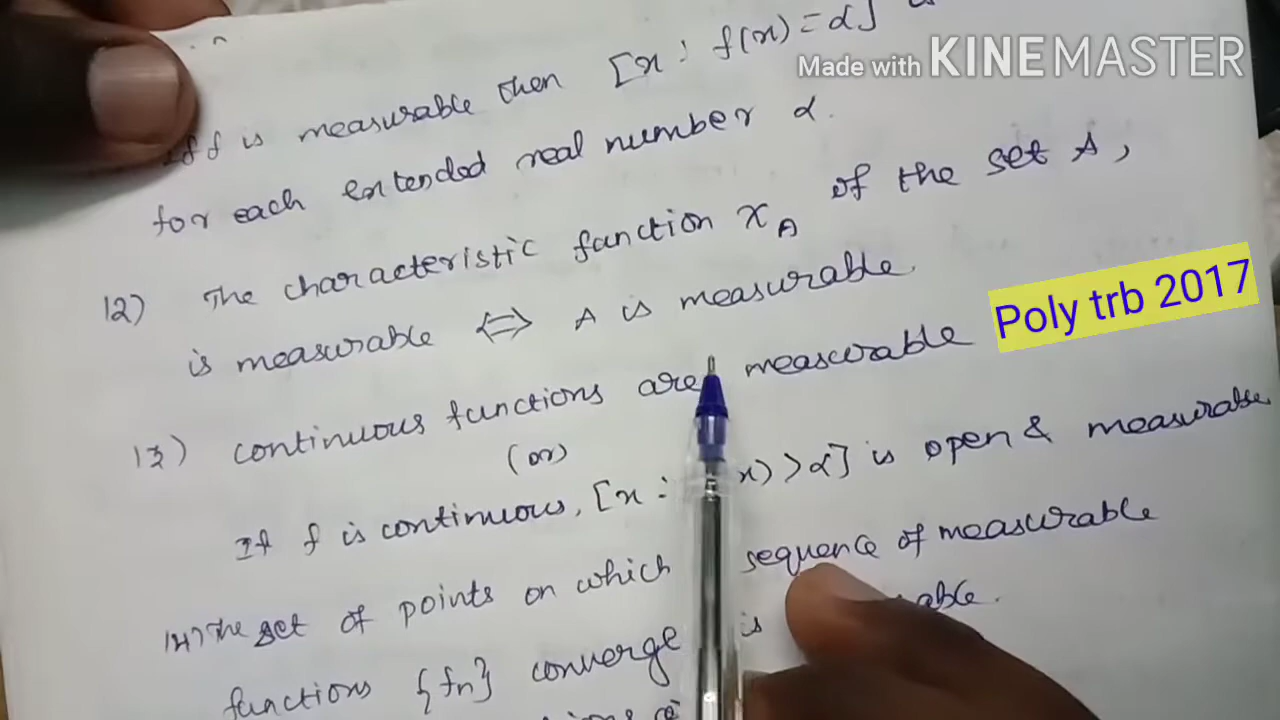 If f is measurable then [x : f(x) = α]
Made with KINEMASTER
for each extended real number α.
12) The characteristic function χ_A of the set A,
is measurable ⇔ A is measurable.
Poly trb 2017
13) continuous functions are measurable
(or)
If f is continuous, [x : x) > α] is open & measurable
14) The set of points on which sequence of measurable
functions {fn} converge is